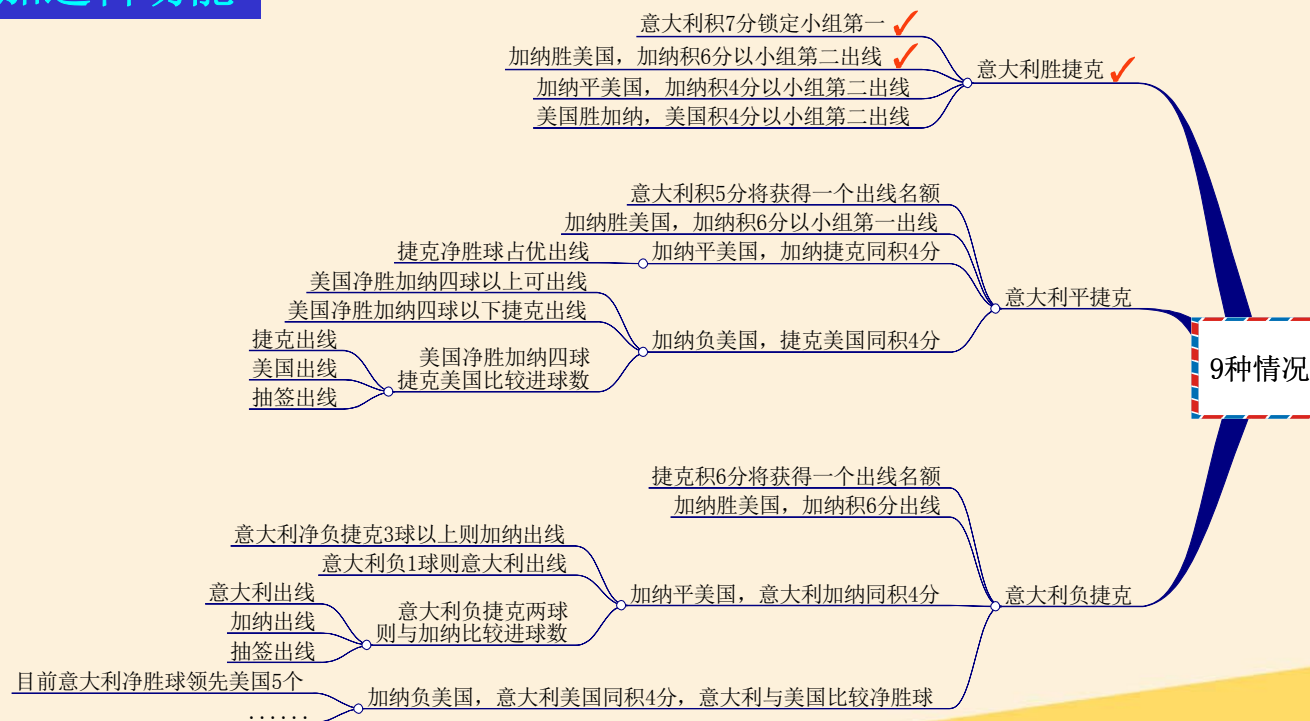 意大利积7分锁定小组第一
加纳胜美国，加纳积6分以小组第二出线
加纳平美国，加纳积4分以小组第二出线
美国胜加纳，美国积4分以小组第二出线
意大利胜捷克
意大利积5分将获得一个出线名额
加纳胜美国，加纳积6分以小组第一出线
捷克净胜球占优出线
加纳平美国，加纳捷克同积4分
美国净胜加纳四球以上可出线
美国净胜加纳四球以下捷克出线
捷克出线
美国出线
抽签出线
美国净胜加纳四球
捷克美国比较进球数
加纳负美国，捷克美国同积4分
意大利平捷克
9种情况
捷克积6分将获得一个出线名额
加纳胜美国，加纳积6分出线
意大利净负捷克3球以上则加纳出线
意大利负1球则意大利出线
意大利出线
加纳出线
抽签出线
意大利负捷克两球
则与加纳比较进球数
加纳平美国，意大利加纳同积4分
意大利负捷克
目前意大利净胜球领先美国5个
......
加纳负美国，意大利美国同积4分，意大利与美国比较净胜球